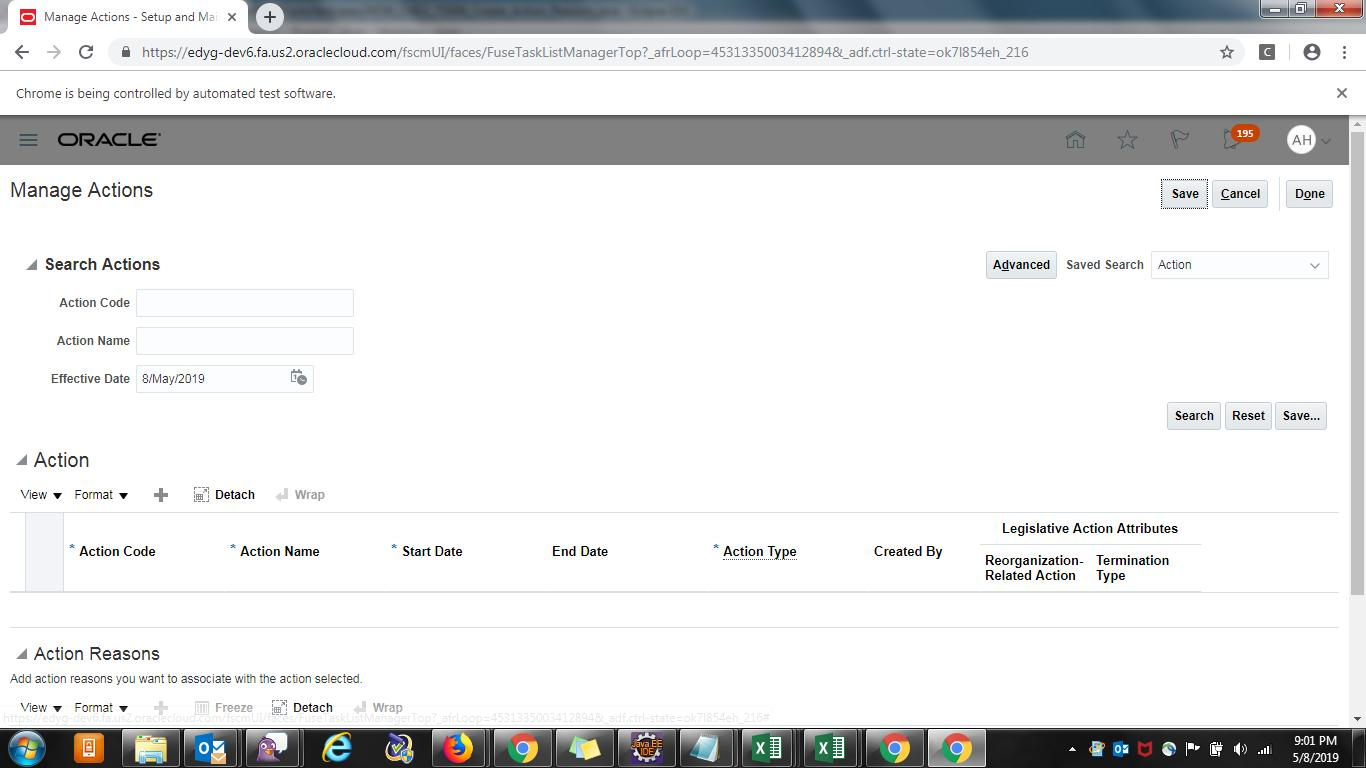 Manage Actions - Setup and Mai
https://edyg-dev6.fa.us2.oraclecloud.com/fscmUI/faces/FuseTaskListManagerTop?_afrLoop=4531335003412894&_adf.ctrl-state=ok7l854eh_216
C
Chrome is being controlled by automated test software.
ORACLE
195
AH
Manage Actions
Save Cancel Done
Search Actions
Advanced Saved Search Action
Action Code
Action Name
Effective Date 8/May/2019
Search Reset Save...
Action
View Format Detach Wrap
Legislative Action Attributes
* Action Code * Action Name * Start Date End Date * Action Type Created By
Reorganization-Related Action Termination Type
Action Reasons
Add action reasons you want to associate with the action selected.
View Format Freeze Detach Wrap
https://edyg-dev6.fa.us2.oraclecloud.com/fscmUI/faces/FuseTaskListManagerTop?_afrLoop=4531335003412894&_adf.ctrl-state=ok7l854eh_216#
Java EE
IDE
9:01 PM
5/8/2019